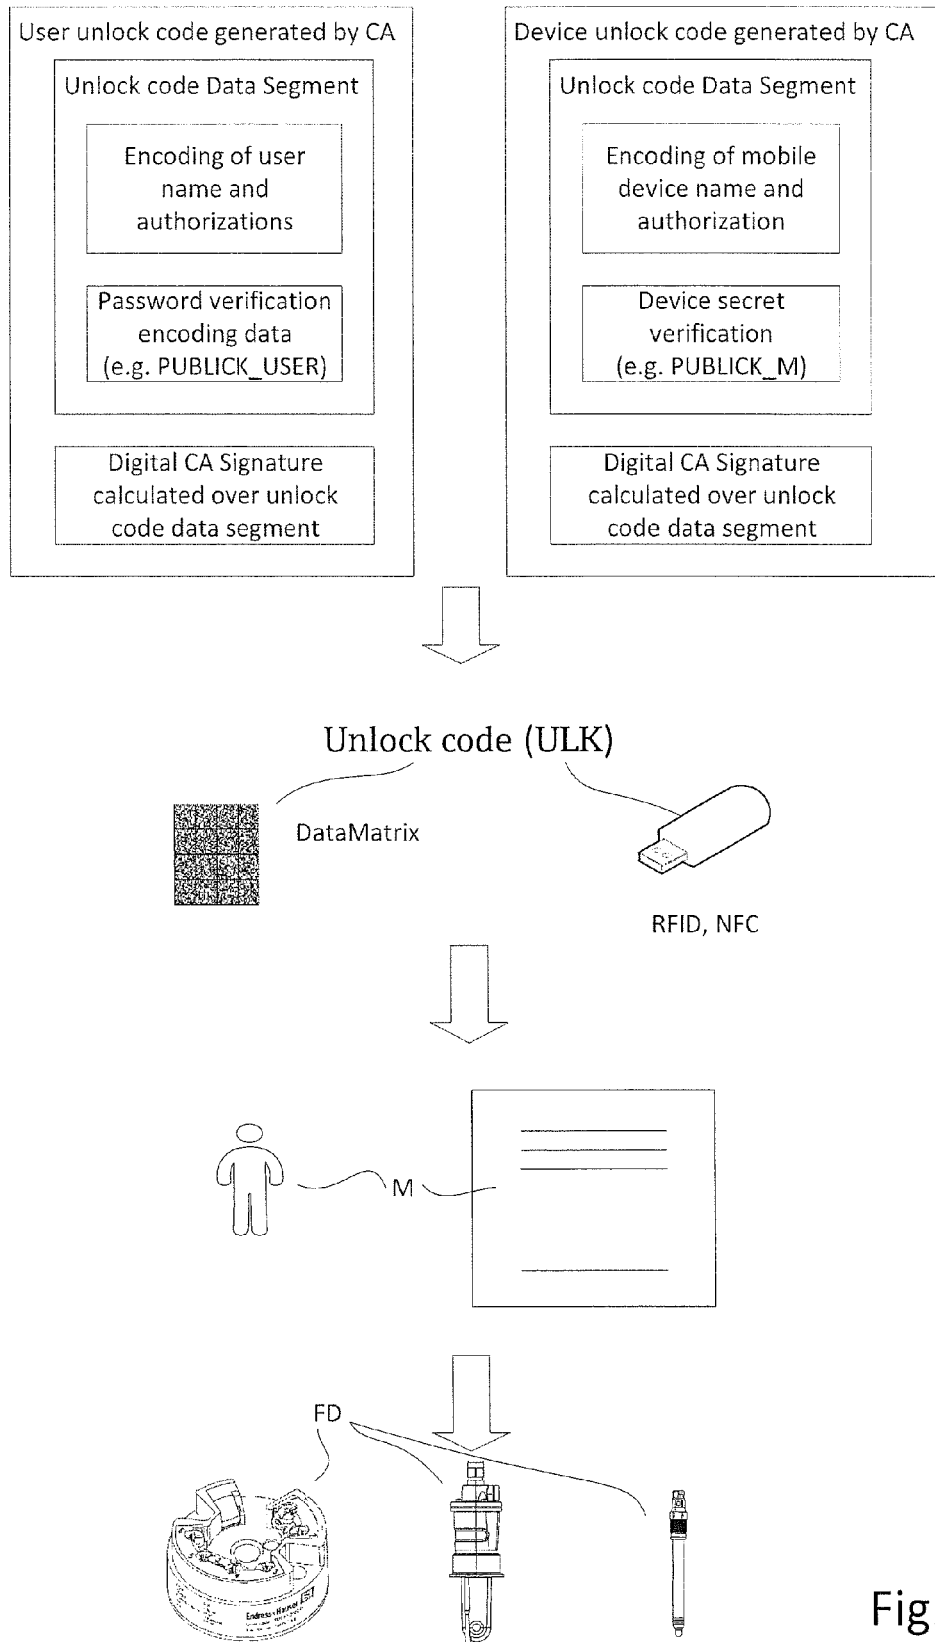 User unlock code generated by CA
Unlock code Data Segment
Encoding of user
name and
authorizations
Password verification
encoding data
(e.g. PUBLICK_USER)
Digital CA Signature
calculated over unlock
code data segment
Device unlock code generated by CA
Unlock code Data Segment
Encoding of mobile
device name and
authorization
Device secret
verification
(e.g. PUBLICK_M)
Digital CA Signature
calculated over unlock
code data segment
Unlock code (ULK)
DataMatrix
RFID, NFC
M
FD
Endress+Hauser
Fig